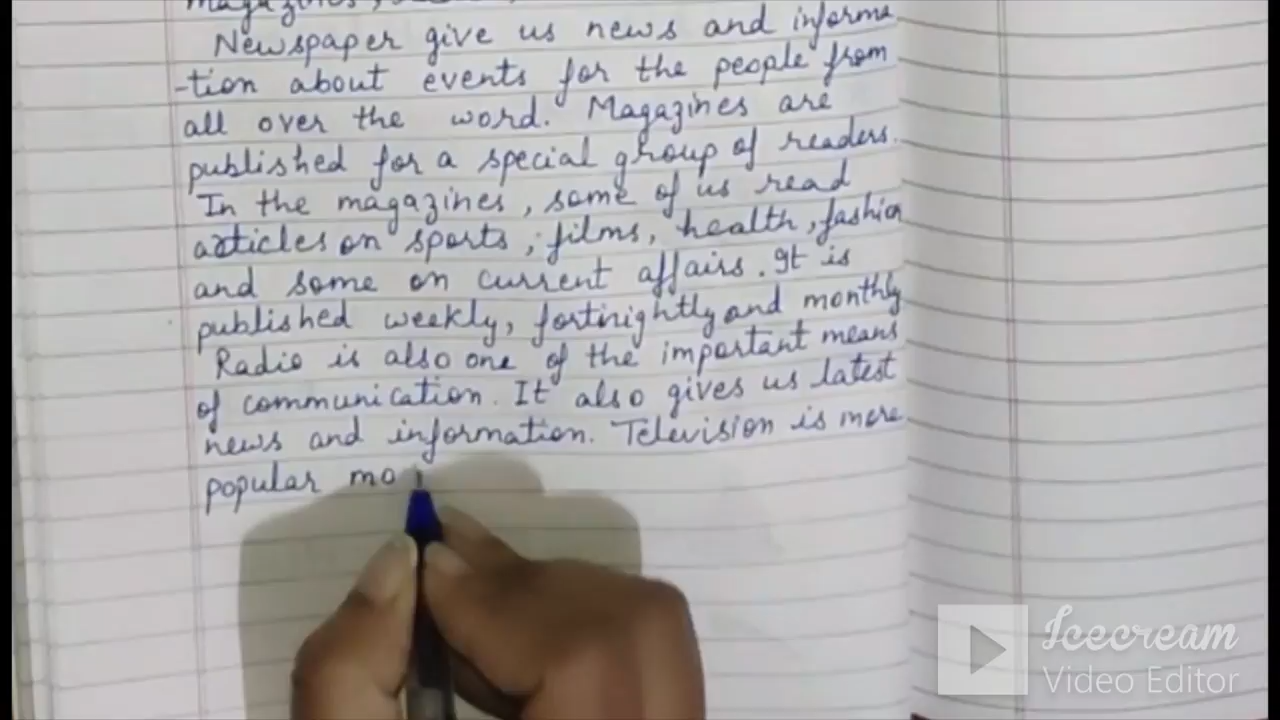 magazines,
Newspaper give us news and informa
-tion about events for the people from
all over the word. Magazines are
published for a special group of readers.
In the magazines, some of us read
articles on sports, films, health, fashion
and some on current affairs. It is
published weekly, fortnightly and monthly
Radio is also one of the important means
of communication. It also gives us latest
news and information. Television is more
popular mo
Icecream
Video Editor